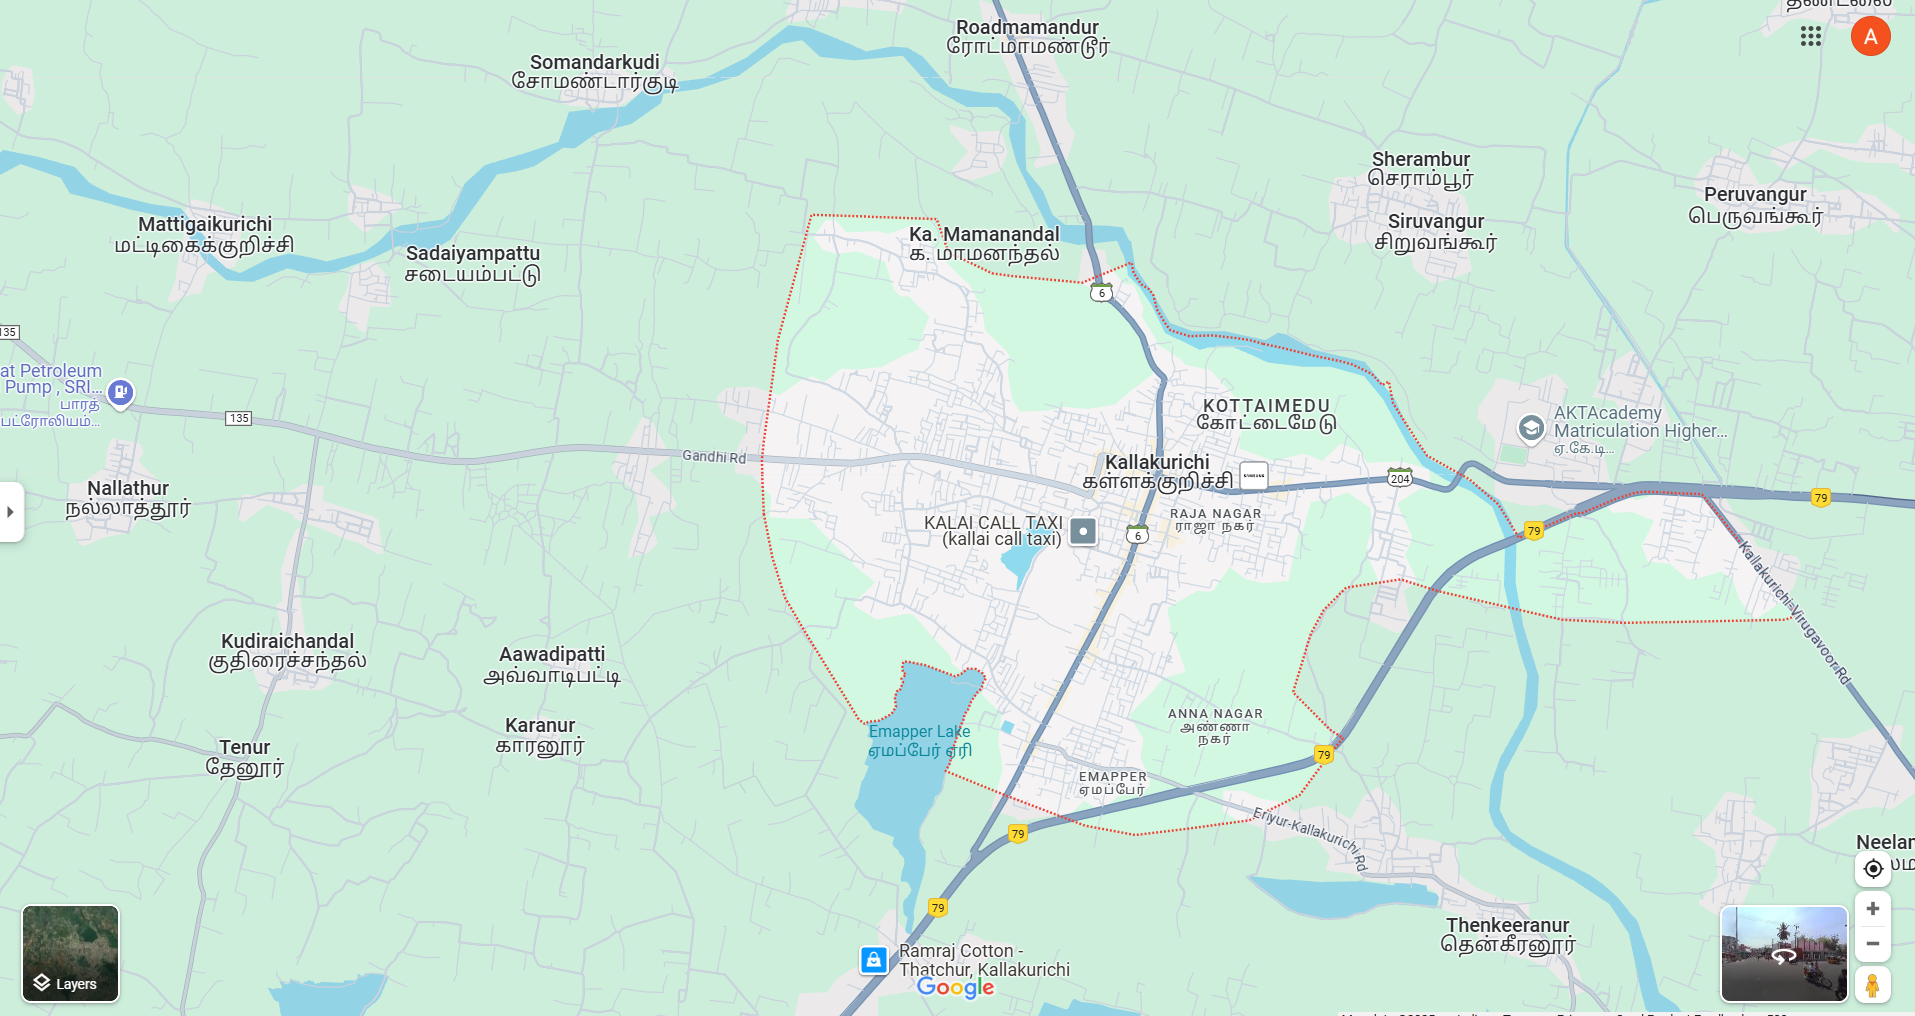 Roadmamandur
ரோட்மாமண்டூர்
Somandarkudi
சோமண்டார்குடி
A
Sherambur
செராம்பூர்
Peruvangur
பெருவங்கூர்
Mattigaikurichi
மட்டிகைக்குறிச்சி
Siruvangur
சிறுவங்கூர்
Ka. Mamanandal
க. மாமனந்தல்
Sadaiyampattu
சடையம்பட்டு
6
135
at Petroleum
Pump , SRI...
பாரத்
பட்ரோலியம்...
135
KOTTAIMEDU
கோட்டைமேடு
AKTAcademy
Matriculation Higher...
ஏ.கே.டி...
Gandhi Rd
Kallakurichi
கள்ளக்குறிச்சி
SAMSUNG
204
Nallathur
நல்லாத்தூர்
79
RAJA NAGAR
ராஜா நகர்
KALAI CALL TAXI
(kallai call taxi)
6
79
Kallakurichi-Virugavoor Rd
Kudiraichandal
குதிரைச்சந்தல்
Aawadipatti
அவ்வாடிபட்டி
Karanur
காரனூர்
Tenur
தேனூர்
Emapper Lake
ஏமப்பேர் ஏரி
ANNA NAGAR
அண்ணா
நகர்
79
EMAPPER
ஏமப்பேர்
Eriyur-Kallakurichi Rd
79
79
Thenkeeranur
தென்கீரனூர்
Ramraj Cotton -
Thatchur, Kallakurichi
Google
Layers